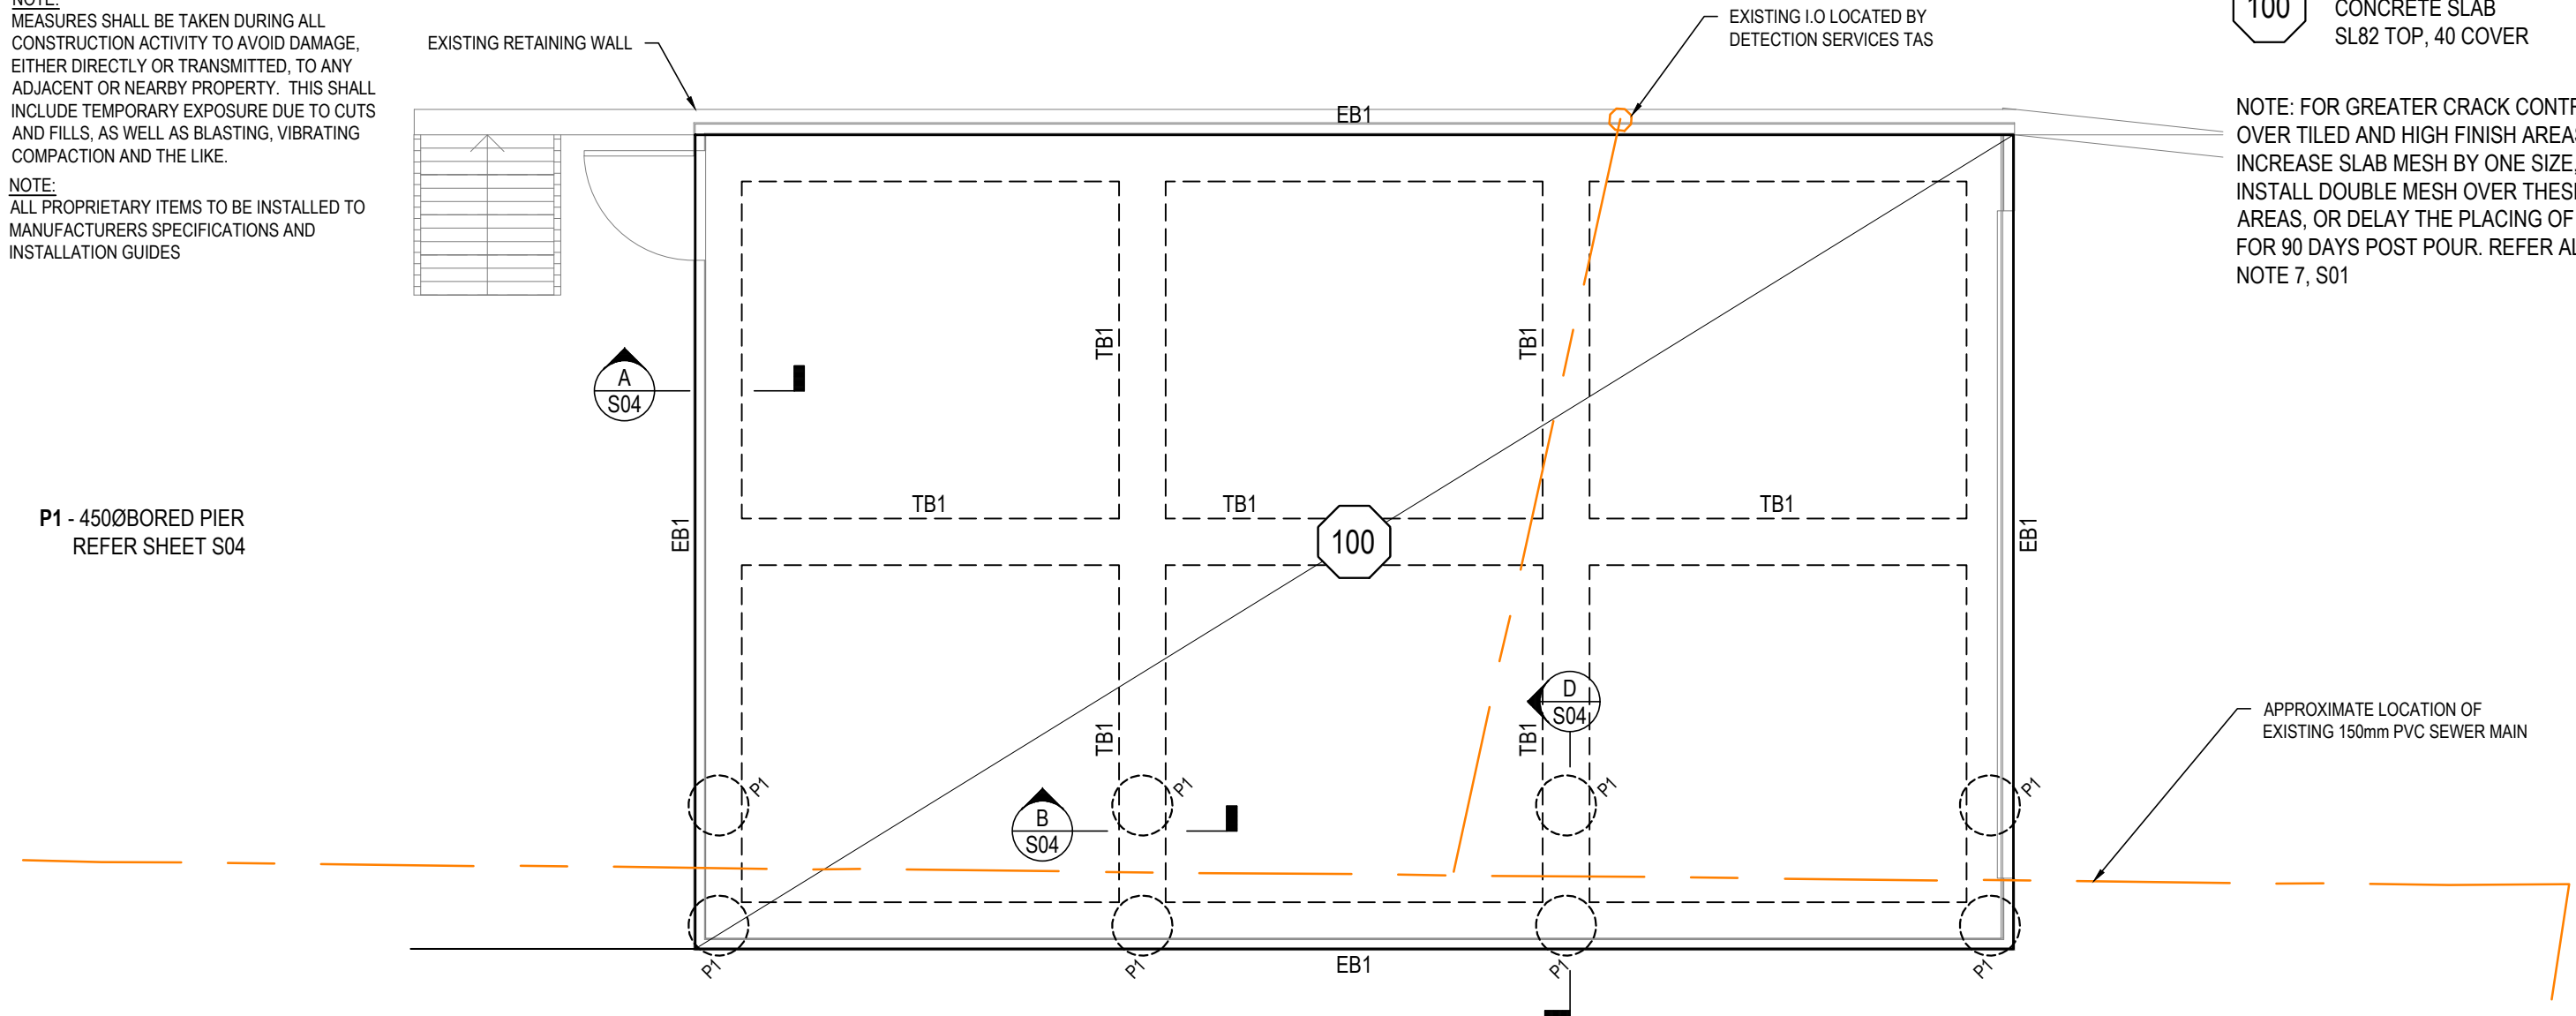 NOTE:
MEASURES SHALL BE TAKEN DURING ALL
CONSTRUCTION ACTIVITY TO AVOID DAMAGE,
EITHER DIRECTLY OR TRANSMITTED, TO ANY
ADJACENT OR NEARBY PROPERTY. THIS SHALL
INCLUDE TEMPORARY EXPOSURE DUE TO CUTS
AND FILLS, AS WELL AS BLASTING, VIBRATING
COMPACTION AND THE LIKE.
NOTE:
ALL PROPRIETARY ITEMS TO BE INSTALLED TO
MANUFACTURERS SPECIFICATIONS AND
INSTALLATION GUIDES
EXISTING RETAINING WALL
EXISTING I.O LOCATED BY
DETECTION SERVICES TAS
100
CONCRETE SLAB
SL82 TOP, 40 COVER
NOTE: FOR GREATER CRACK CONTR
OVER TILED AND HIGH FINISH AREAS
INCREASE SLAB MESH BY ONE SIZE,
INSTALL DOUBLE MESH OVER THESE
AREAS, OR DELAY THE PLACING OF
FOR 90 DAYS POST POUR. REFER AL
NOTE 7, S01
EB1
TB1
TB1
A
S04
TB1
TB1
TB1
P1 - 450ØBORED PIER
REFER SHEET S04
EB1
100
EB1
D
S04
TB1
TB1
APPROXIMATE LOCATION OF
EXISTING 150mm PVC SEWER MAIN
P1
P1
P1
P1
B
S04
P1
P1
EB1
P1
P1